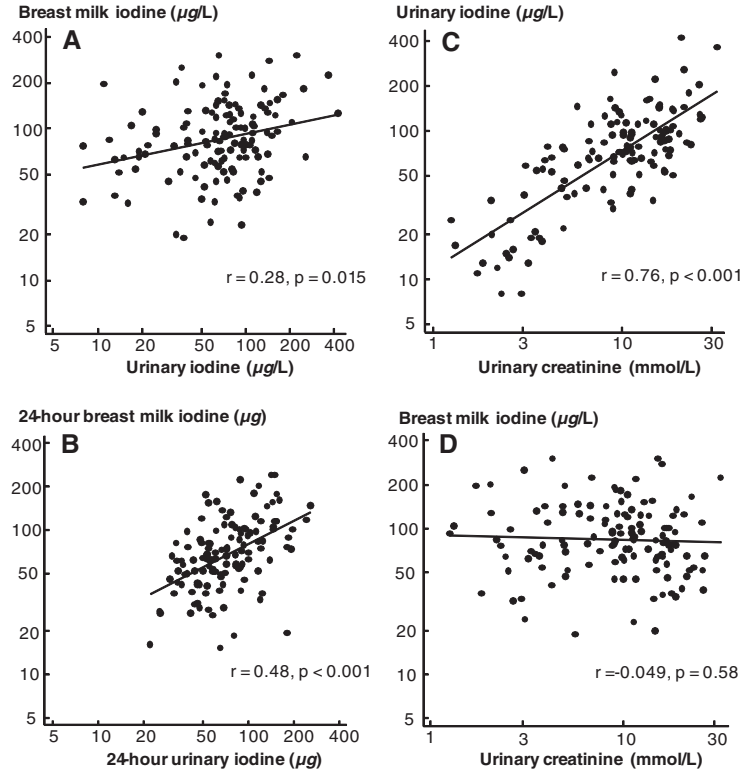 Breast milk iodine (µg/L)
A
400
200
100
50
20
10
5
r = 0.28, p = 0.015
5 10 20 50 100 200 400
Urinary iodine (µg/L)
Urinary iodine (µg/L)
C
400
200
100
50
20
10
5
r = 0.76, p < 0.001
1 3 10 30
Urinary creatinine (mmol/L)
24-hour breast milk iodine (µg)
B
400
200
100
50
20
10
5
r = 0.48, p < 0.001
5 10 20 50 100 200 400
24-hour urinary iodine (µg)
Breast milk iodine (µg/L)
D
400
200
100
50
20
10
5
r =-0.049, p = 0.58
1 3 10 30
Urinary creatinine (mmol/L)